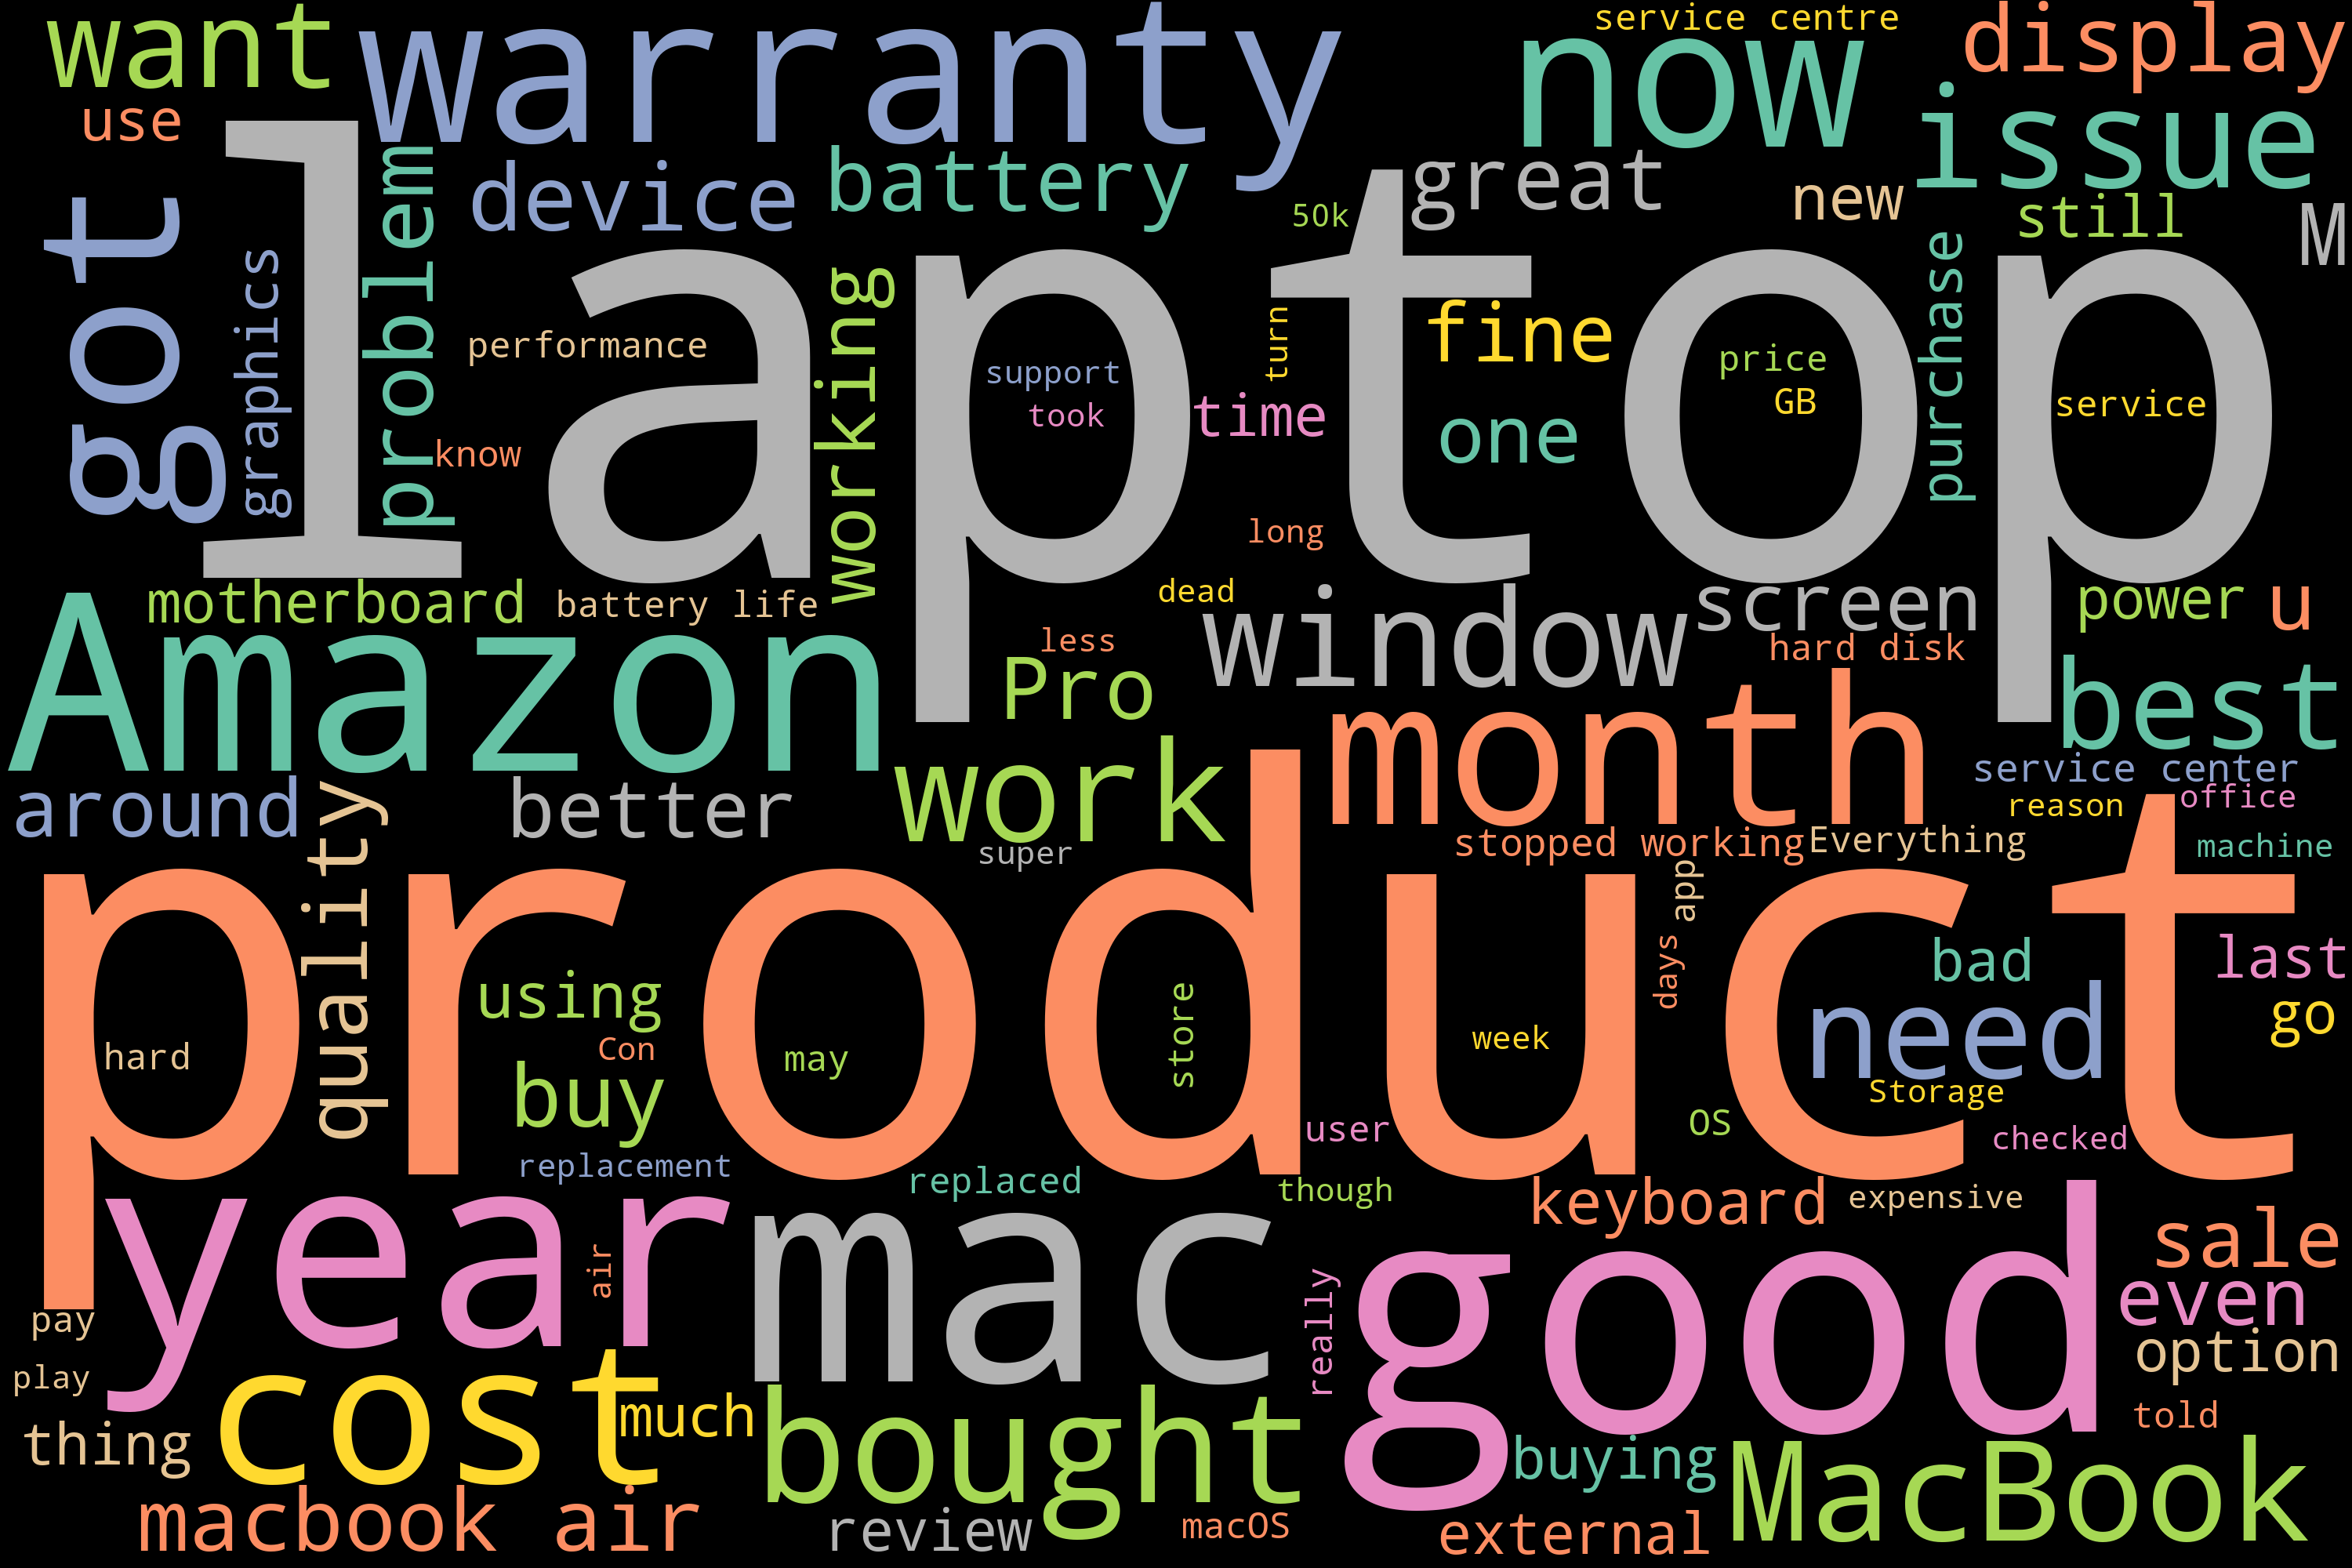 want
warranty
now
service centre
display
use
issue
got
problem
device
battery
great
50k
new
still
M
laptop
graphics
working
performance
support
took
know
turn
time
fine
one
price
GB
purchase
service
long
motherboard
battery life
dead
less
window
screen
hard disk
power
u
Amazon
Pro
month
best
around
better
work
super
service center
reason
office
machine
stopped working
Everything
quality
product
app
days
bad
last
need
go
using
Con
buy
hard
may
store
week
Storage
OS
checked
user
replacement
replaced
though
keyboard
expensive
year
air
mac
really
good
sale
even
option
told
pay
play
cost
much
thing
bought
buying
MacBook
macbook air
review
macOS
external